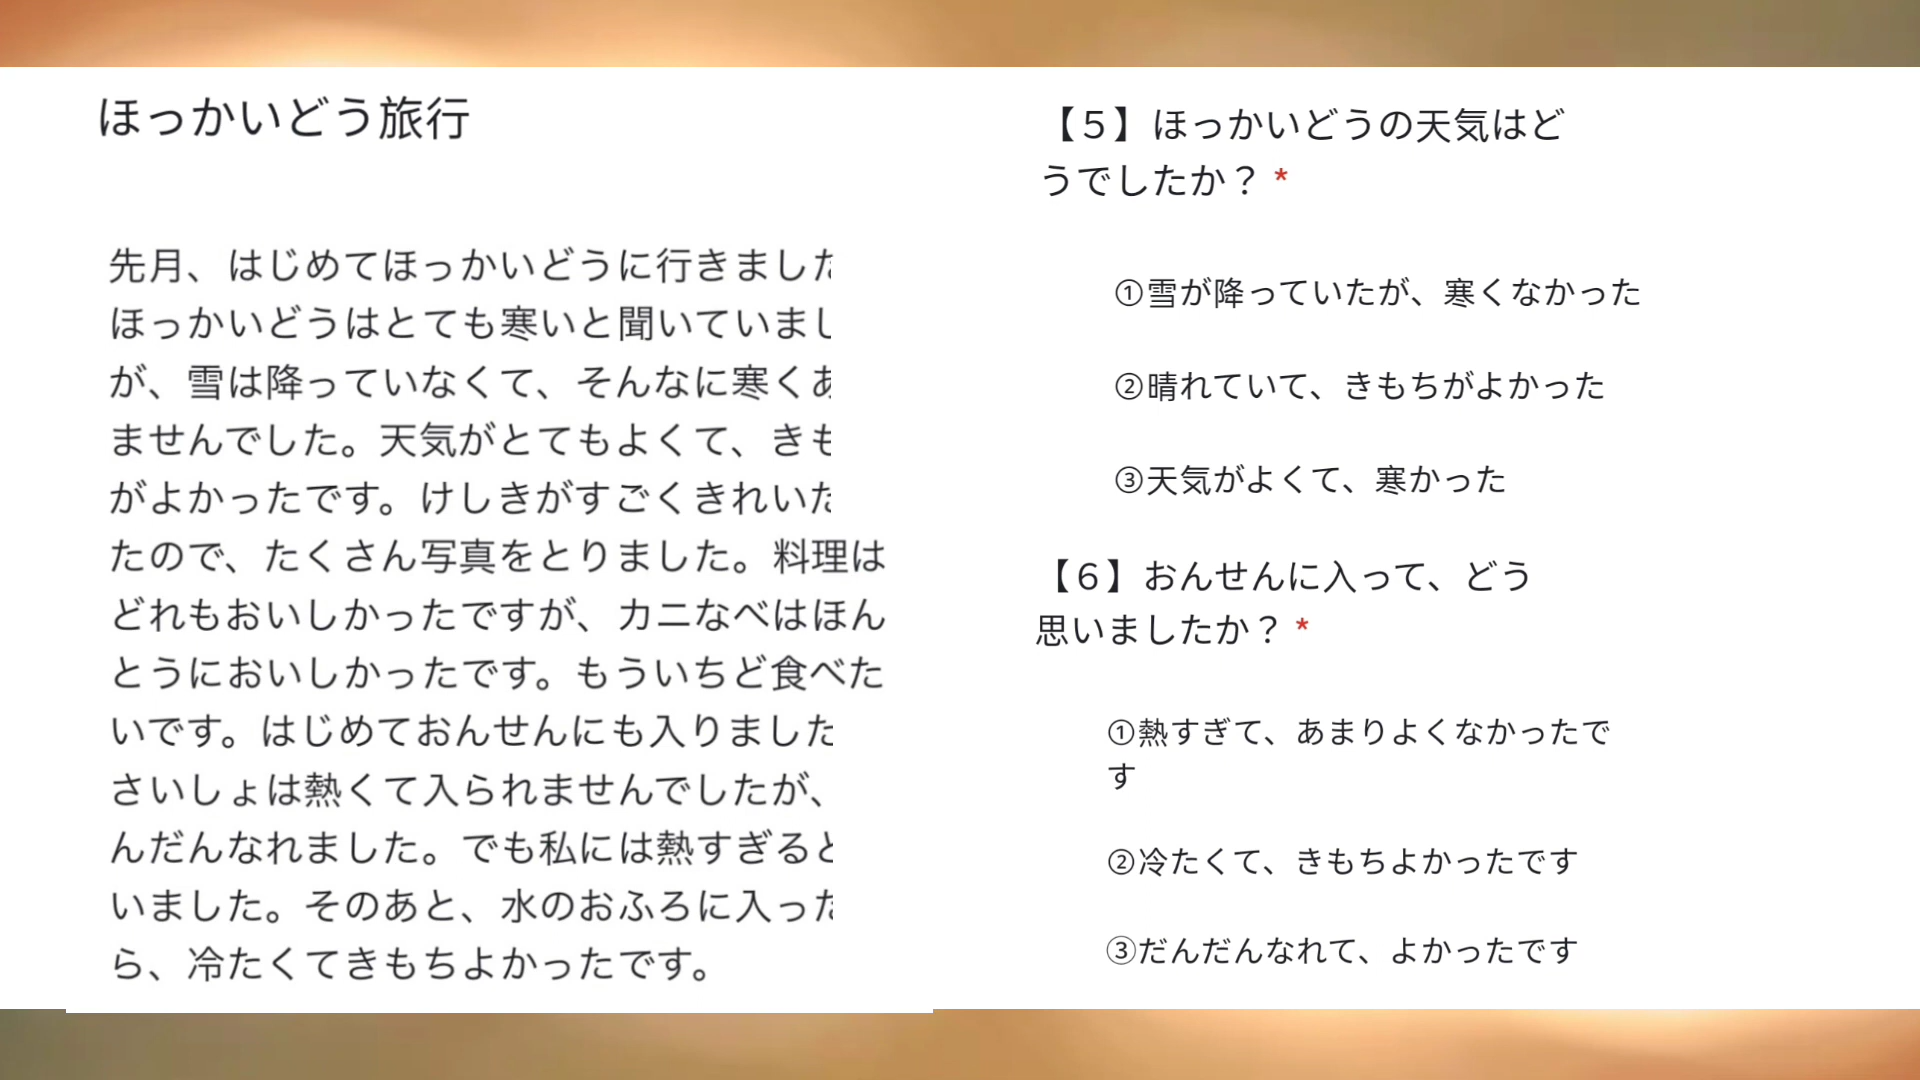 ほっかいどう旅行
先月、はじめてほっかいどうに行きました
ほっかいどうはとても寒いと聞いていまし
が、雪は降っていなくて、そんなに寒くあ
ませんでした。天気がとてもよくて、きも
がよかったです。けしきがすごくきれいだ
たので、たくさん写真をとりました。料理は
どれもおいしかったですが、カニなべはほん
とうにおいしかったです。もういちど食べた
いです。はじめておんせんにも入りました
さいしょは熱くて入られませんでしたが、
んだんなれました。でも私には熱すぎると
いました。そのあと、水のおふろに入った
ら、冷たくてきもちよかったです。
【５】ほっかいどうの天気はど
うでしたか？ *
①雪が降っていたが、寒くなかった
②晴れていて、きもちがよかった
③天気がよくて、寒かった
【６】おんせんに入って、どう
思いましたか？ *
①熱すぎて、あまりよくなかったで
す
②冷たくて、きもちよかったです
③だんだんなれて、よかったです